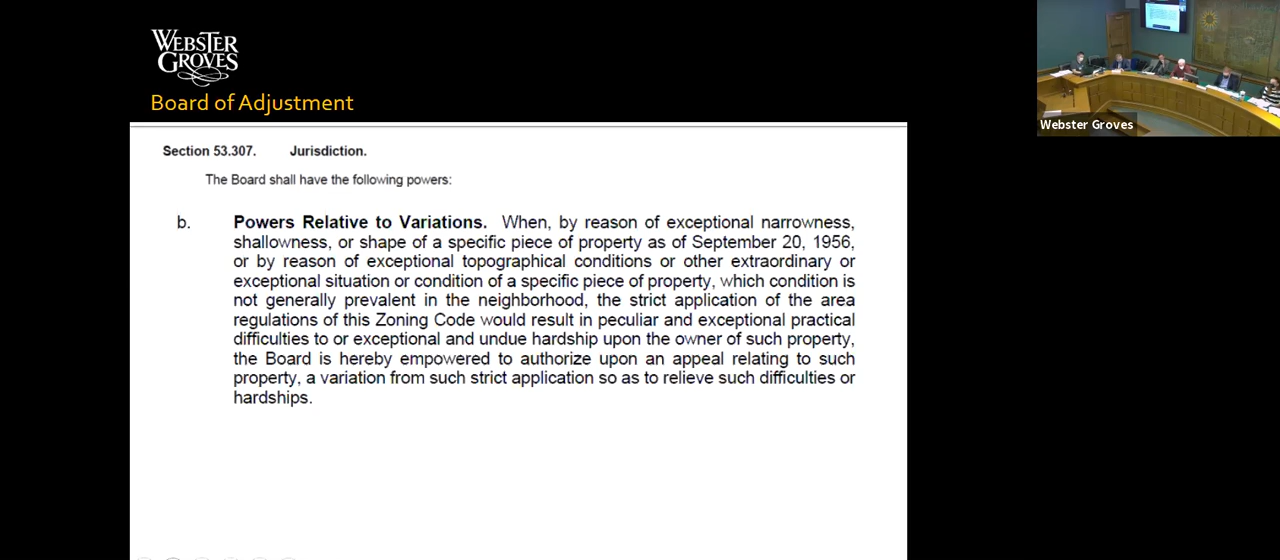 WEBSTER
GROVES
Board of Adjustment
Section 53.307. Jurisdiction.
The Board shall have the following powers:
b. Powers Relative to Variations. When, by reason of exceptional narrowness,
shallowness, or shape of a specific piece of property as of September 20, 1956,
or by reason of exceptional topographical conditions or other extraordinary or
exceptional situation or condition of a specific piece of property, which condition is
not generally prevalent in the neighborhood, the strict application of the area
regulations of this Zoning Code would result in peculiar and exceptional practical
difficulties to or exceptional and undue hardship upon the owner of such property,
the Board is hereby empowered to authorize upon an appeal relating to such
property, a variation from such strict application so as to relieve such difficulties or
hardships.
Webster Groves